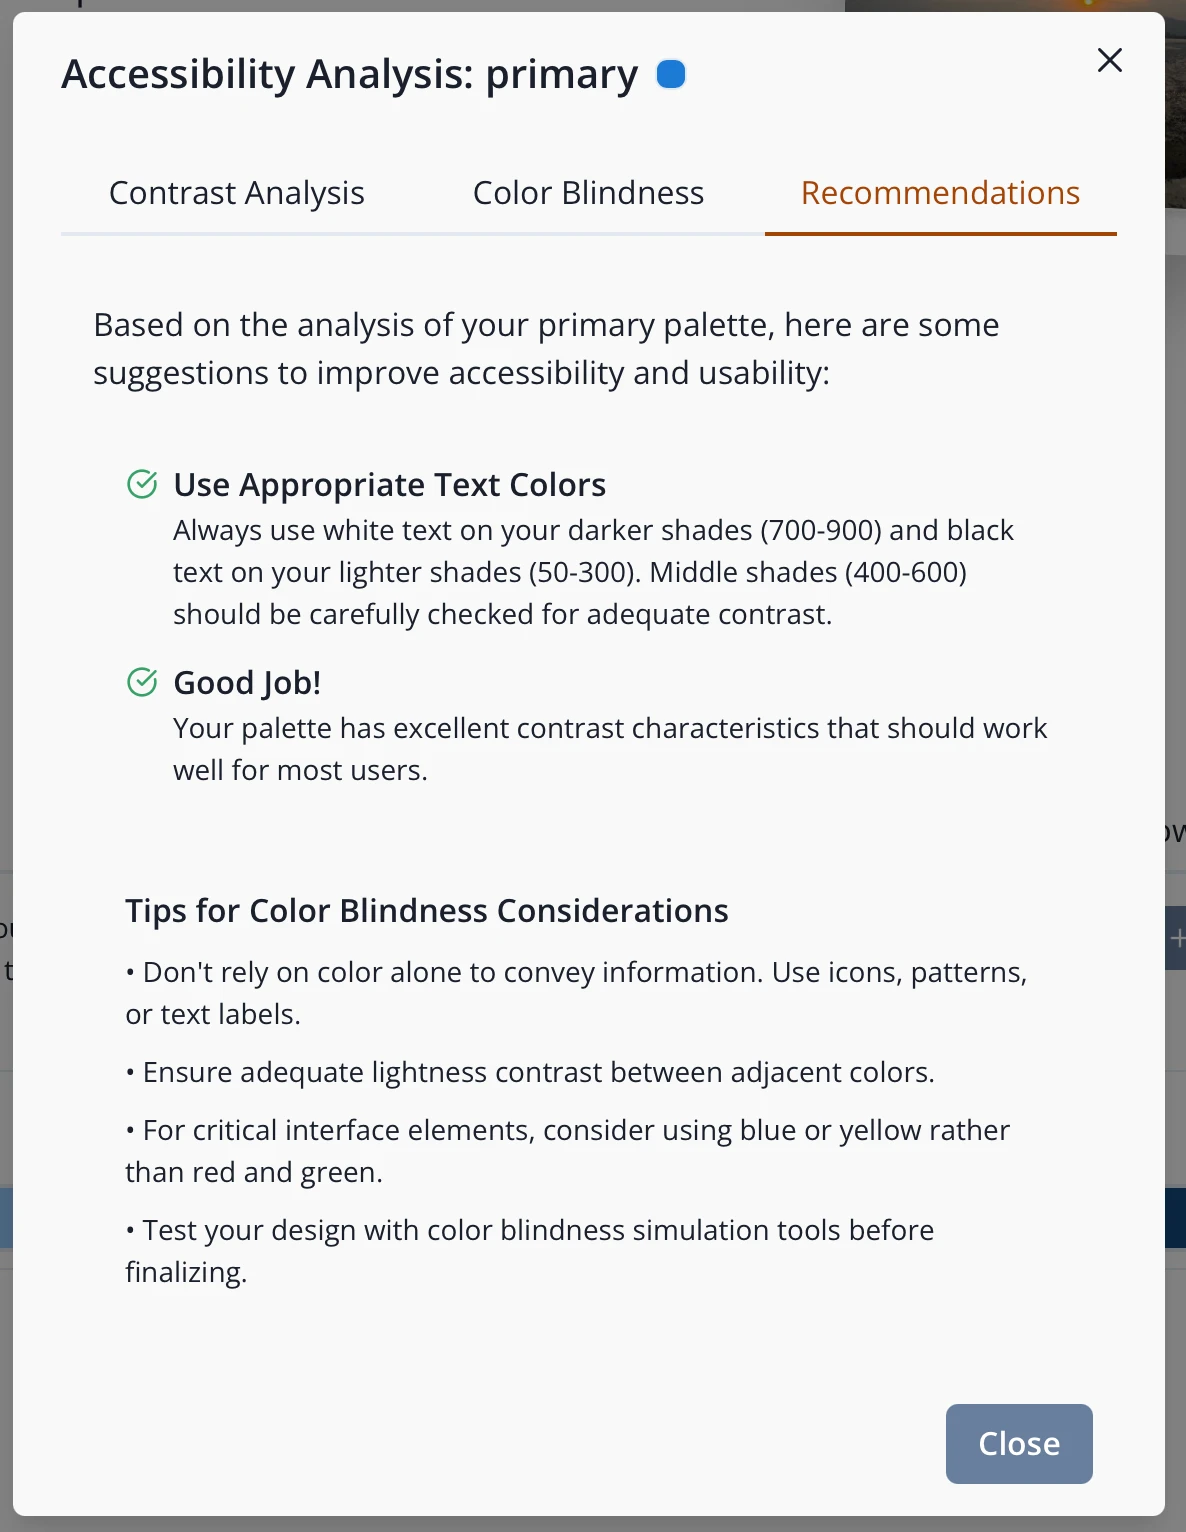 Accessibility Analysis: primary
Contrast Analysis
Color Blindness
Recommendations
Based on the analysis of your primary palette, here are some
suggestions to improve accessibility and usability:
Use Appropriate Text Colors
Always use white text on your darker shades (700-900) and black
text on your lighter shades (50-300). Middle shades (400-600)
should be carefully checked for adequate contrast.
Good Job!
Your palette has excellent contrast characteristics that should work
well for most users.
Tips for Color Blindness Considerations
• Don't rely on color alone to convey information. Use icons, patterns,
or text labels.
• Ensure adequate lightness contrast between adjacent colors.
• For critical interface elements, consider using blue or yellow rather
than red and green.
• Test your design with color blindness simulation tools before
finalizing.
Close